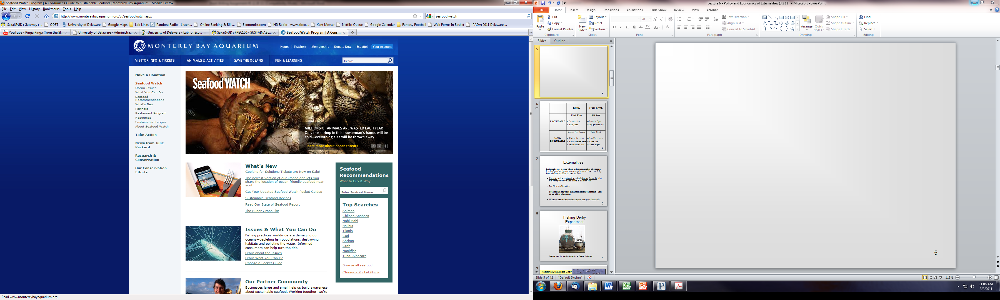 Seafood Watch Program | A Consumer's Guide to Sustainable Seafood | Monterey Bay Aquarium - Mozilla Firefox
File Edit View History Bookmarks Tools Help
http://www.montereybayaquarium.org/cr/seafoodwatch.aspx
seafood watch
Sakai@UD : Gateway : ... ODST - University of Delaware Google Maps Lab Links Pandora Radio - Listen... Online Banking & Bill ... Economist.com HD Radio - www.kbco.... Kent Messer Netflix: Queue Google Calendar Fantasy Football Web Forms In Basket PADA: 2011 Delaware ...
YouTube - Ringa Ringa (from the Sl... University of Delaware - Administra... University of Delaware - Lab for Exp... Sakai@UD : FREC100 - SUSTAINABL... Seafood Watch Program | A Cons...
MONTEREY BAY AQUARIUM
Hours Teachers Membership Donate Now Español Your Account
VISITOR INFO & TICKETS ANIMALS & ACTIVITIES SAVE THE OCEANS FUN & LEARNING
Search
Make a Donation
Seafood Watch
Ocean Issues
What You Can Do
Seafood
Recommendations
What's New
Partners
Restaurant Program
Resources
Sustainable Recipes
About Seafood Watch
Take Action
News from Julie
Packard
Research &
Conservation
Our Conservation
Efforts
Seafood WATCH
MILLIONS OF ANIMALS ARE WASTED EACH YEAR
Only the shrimp in this trawlerman's hands will be
sold—everything else will be thrown away.
Learn more about ocean threats.
What's New
Cooking for Solutions Tickets are Now on Sale!
The newest version of our iPhone app lets you
share the location of ocean-friendly seafood near
you!
Get Your Updated Seafood Watch Pocket Guides
Sustainable Seafood Recipes
Read Our State of Seafood Report
The Super Green List
Issues & What You Can Do
Fishing practices worldwide are damaging our
oceans—depleting fish populations, destroying
habitats and polluting the water. Informed
consumers can help turn the tide.
Learn about the Issues
Learn What You Can Do
Choose a Pocket Guide
Our Partner Community
Businesses large and small help us build awareness
about sustainable seafood. Working together, we're
Seafood
Recommendations
What to Buy & Why
Enter Seafood Name
Top Searches
Salmon
Chilean Seabass
Mahi Mahi
Halibut
Tilapia
Cod
Shrimp
Crab
Monkfish
Tuna, Albacore
Browse all seafood
Choose a Pocket Guide
Read www.montereybayaquarium.org
Lecture 6 - Policy and Economics of Externalities (3 3 11) - Microsoft PowerPoint
File Home Insert Design Transitions Animations Slide Show Review View Acrobat
Paste
Cut
Copy
Format Painter
Clipboard
New
Slide
Layout
Reset
Section
Slides
20
Font
Text Direction
Align Text
Convert to SmartArt
Paragraph
Arrange
Quick
Styles
Shape Fill
Shape Outline
Shape Effects
Drawing
Find
Replace
Select
Editing
Slides Outline
5
6
RIVAL NON-RIVAL
EXCLUDABLE
Private Goods
Strawberries
Blue Jeans
Club Goods
Exercise Gym
Pay-per-view TV
NON-
EXCLUDABLE
Common Pool Resource
Fish in the ocean
Roads in rush hour
Pollution in a lake
Public Goods
Lab Experiment
Clean Air
Street Signs
7
Externalities
• External costs occur when a decision maker chooses a
level of production or consumption and does not fully
bear the costs of his or her actions
– Party A makes a decision, which harms Party B, with
no compensation and Party B had no say
– Inefficient allocation
– Frequently happens in natural resource setting—less
so in other situations
– What other real-world examples can you think of?
8
Fishing Derby
Experiment
Adapted from Jim Murphy, University of Alaska, Anchorage
9
Problems with Limited Entry
5
Slide 5 of 42 "Default Design" 113%
11:06 AM
3/3/2011